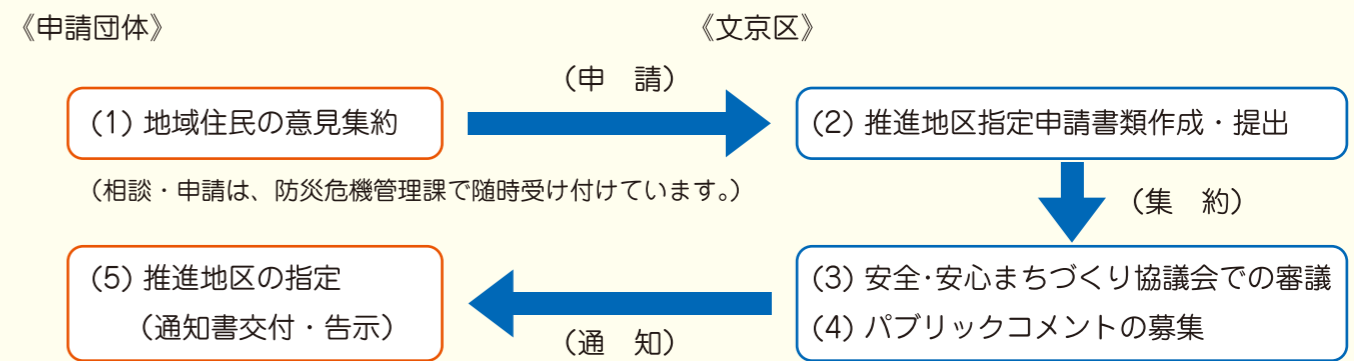 《申請団体》
《文京区》
(1) 地域住民の意見集約
（申　請）
(2) 推進地区指定申請書類作成・提出
（相談・申請は、防災危機管理課で随時受け付けています。）
（集　約）
(3) 安全･安心まちづくり協議会での審議
(4) パブリックコメントの募集
（通　知）
(5) 推進地区の指定
（通知書交付・告示）